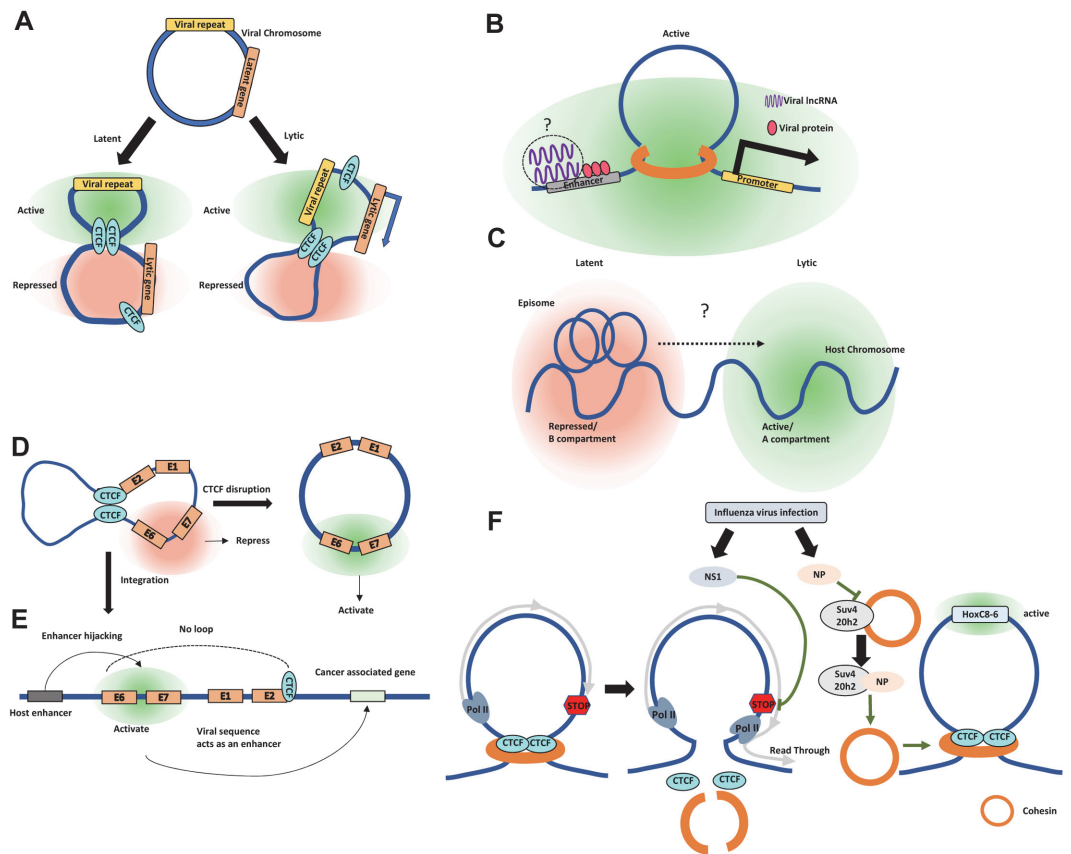 A
Viral repeat
Viral Chromosome
Latent gene
Latent
Lytic
Viral repeat
Active
CTCF
CTCF
Lytic gene
Repressed
CTCF
CTCF
Viral repeat
Active
Lytic gene
CTCF
CTCF
Repressed
B
Active
Viral lncRNA
Viral protein
?
Enhancer
Promoter
C
Latent
Lytic
Episome
?
Host Chromosome
Repressed/
B compartment
Active/
A compartment
D
E2
E1
CTCF
CTCF
E6
E7
Repress
CTCF disruption
E2
E1
E6
E7
Activate
Integration
E
Enhancer hijacking
No loop
Cancer associated gene
CTCF
E6
E7
E1
E2
Host enhancer
Activate
Viral sequence
acts as an enhancer
F
Influenza virus infection
NS1
NP
Suv4
20h2
HoxC8-6
active
Suv4
20h2
NP
Pol II
STOP
CTCF
CTCF
Pol II
STOP
Pol II
Read Through
CTCF
CTCF
CTCF
CTCF
Cohesin